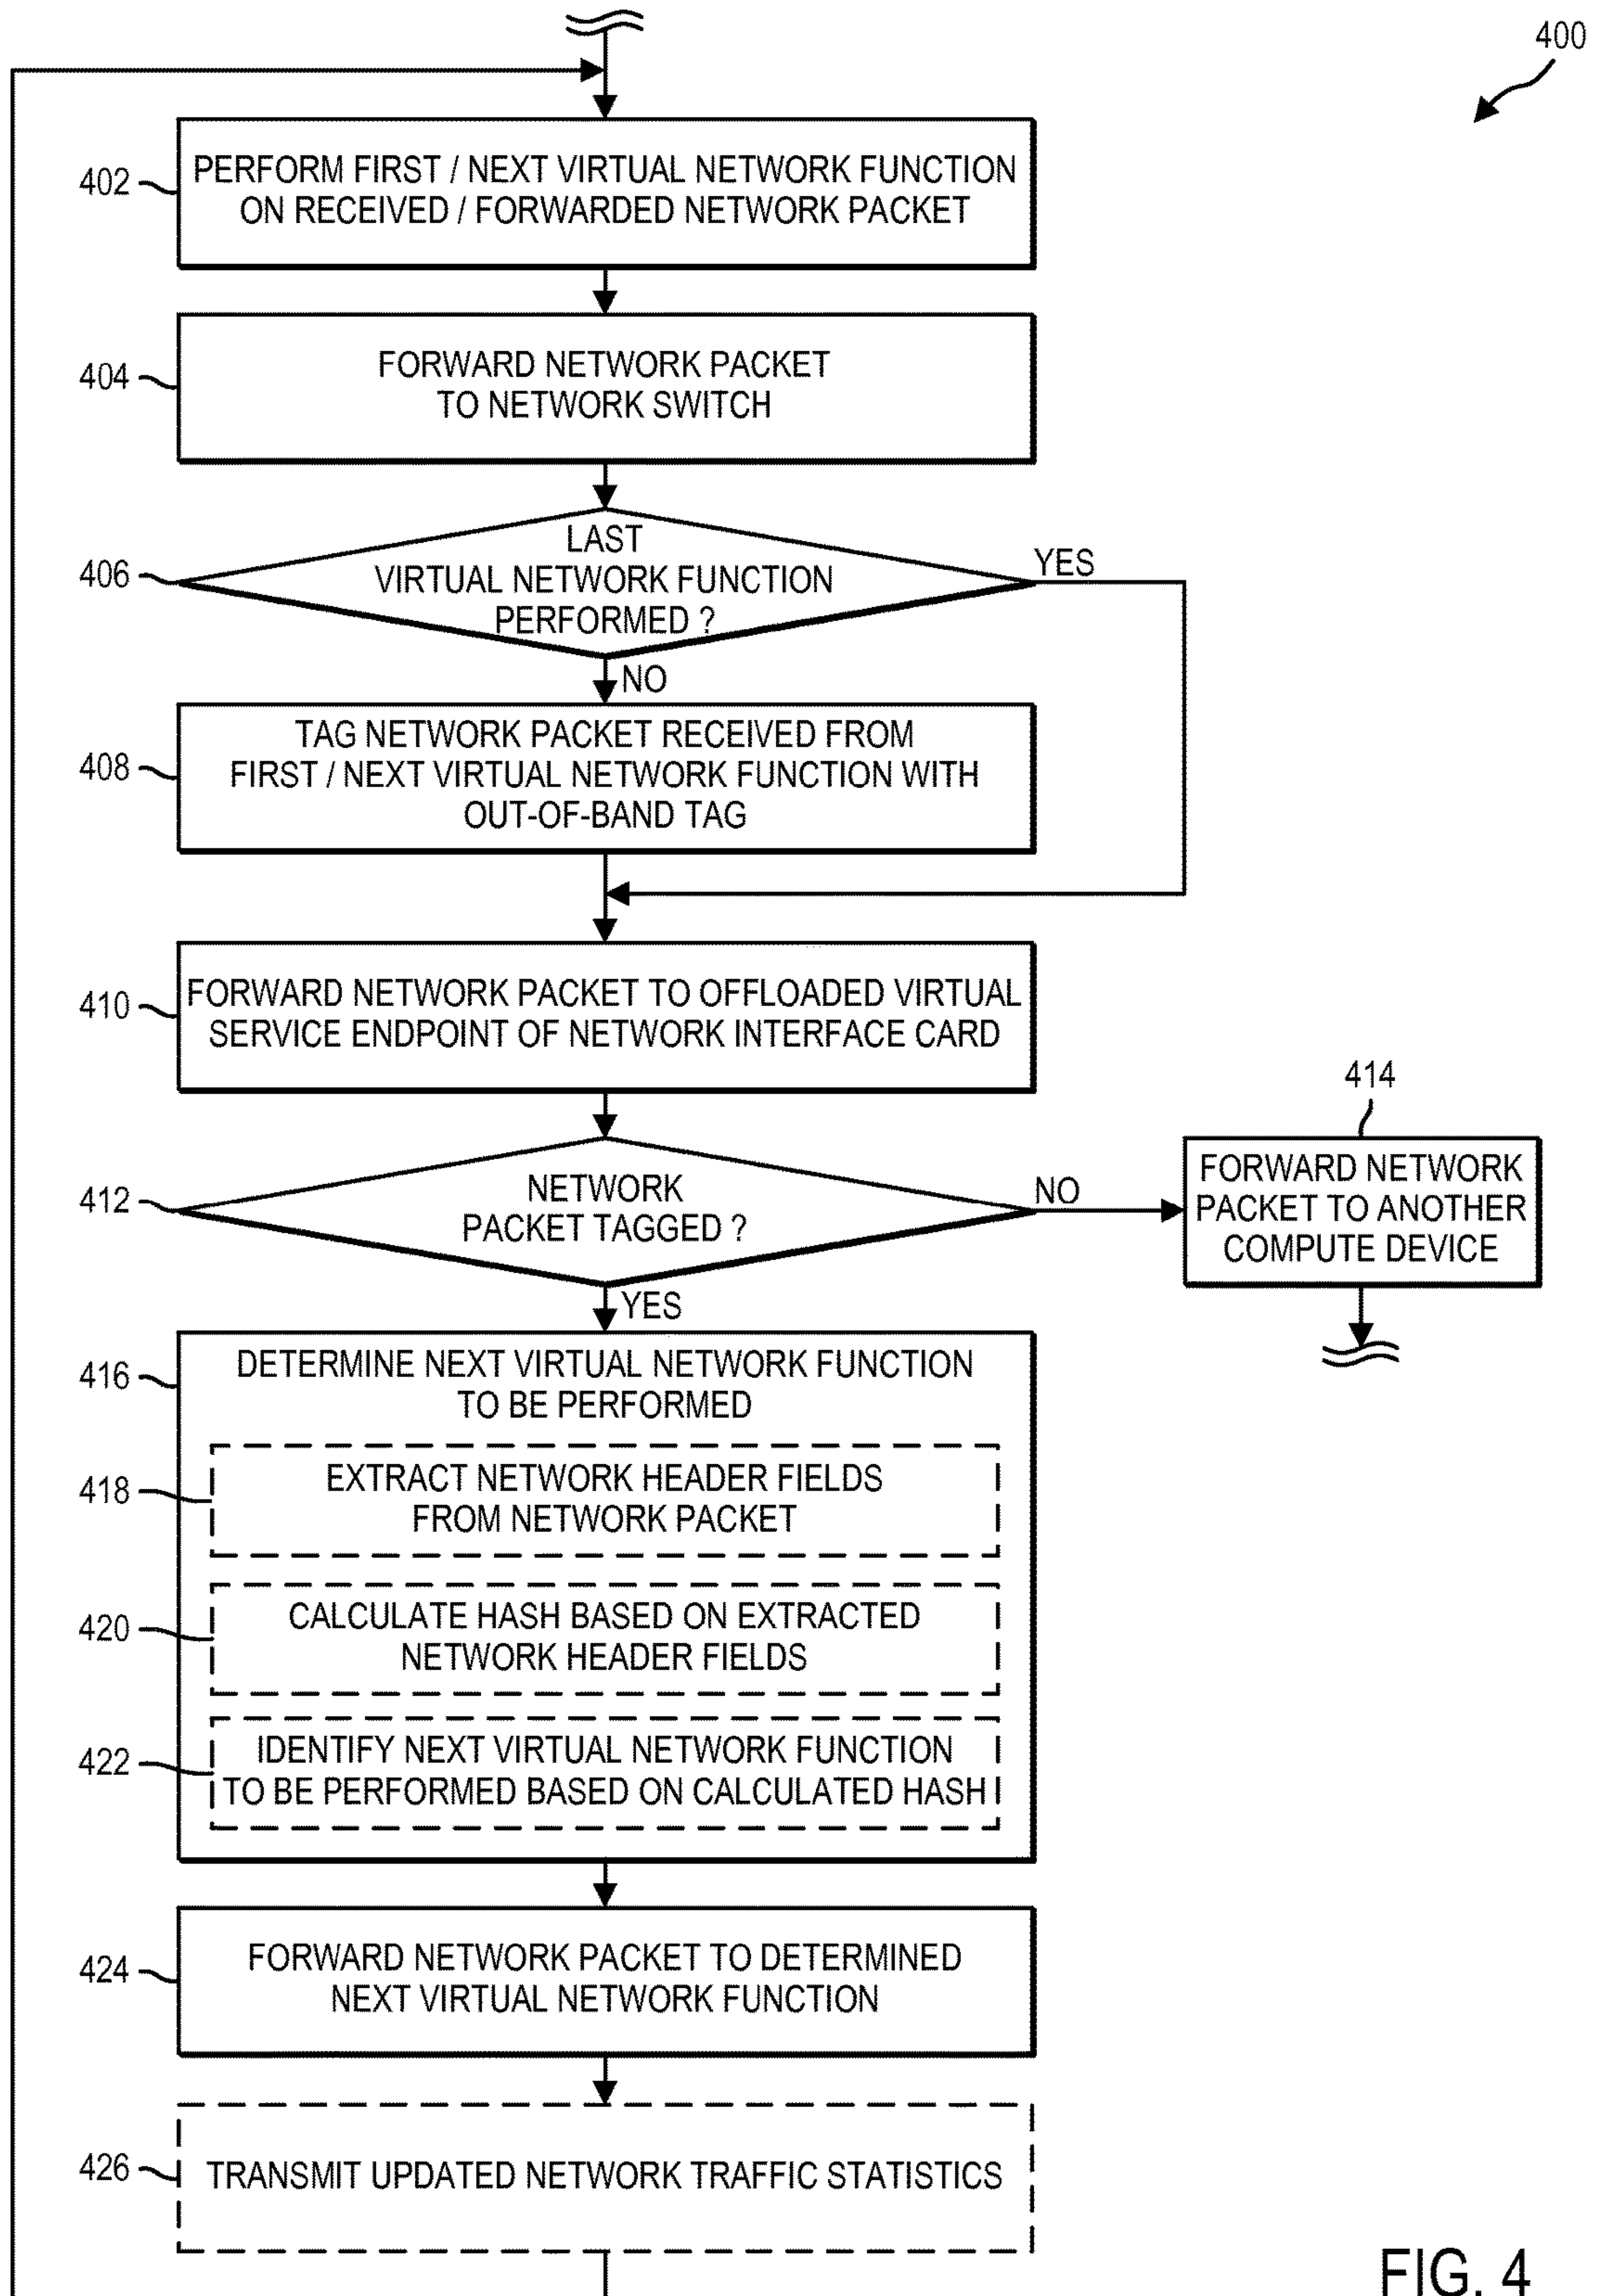 400
402
PERFORM FIRST / NEXT VIRTUAL NETWORK FUNCTION
ON RECEIVED / FORWARDED NETWORK PACKET
404
FORWARD NETWORK PACKET
TO NETWORK SWITCH
406
LAST
VIRTUAL NETWORK FUNCTION
PERFORMED ?
YES
NO
408
TAG NETWORK PACKET RECEIVED FROM
FIRST / NEXT VIRTUAL NETWORK FUNCTION WITH
OUT-OF-BAND TAG
410
FORWARD NETWORK PACKET TO OFFLOADED VIRTUAL
SERVICE ENDPOINT OF NETWORK INTERFACE CARD
412
NETWORK
PACKET TAGGED ?
NO
414
FORWARD NETWORK
PACKET TO ANOTHER
COMPUTE DEVICE
YES
416
DETERMINE NEXT VIRTUAL NETWORK FUNCTION
TO BE PERFORMED
418
EXTRACT NETWORK HEADER FIELDS
FROM NETWORK PACKET
420
CALCULATE HASH BASED ON EXTRACTED
NETWORK HEADER FIELDS
422
IDENTIFY NEXT VIRTUAL NETWORK FUNCTION
TO BE PERFORMED BASED ON CALCULATED HASH
424
FORWARD NETWORK PACKET TO DETERMINED
NEXT VIRTUAL NETWORK FUNCTION
426
TRANSMIT UPDATED NETWORK TRAFFIC STATISTICS
FIG. 4